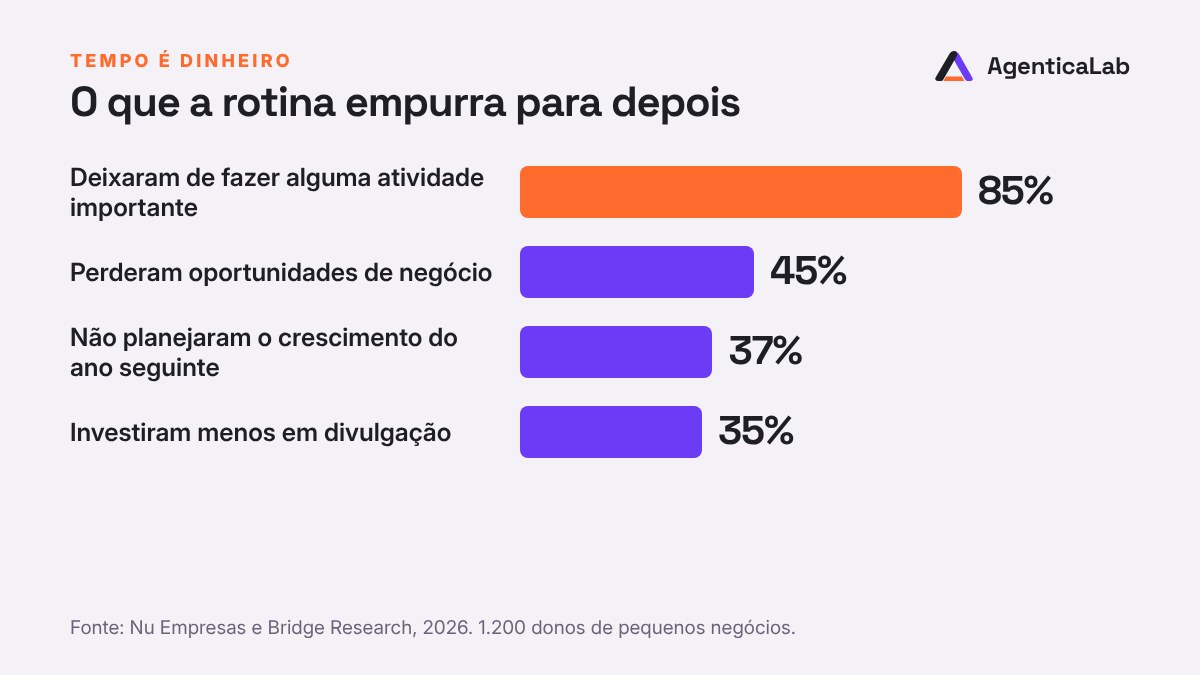 TEMPO É DINHEIRO
O que a rotina empurra para depois
AgenticaLab
Deixaram de fazer alguma atividade
importante
85%
Perderam oportunidades de negócio
45%
Não planejaram o crescimento do
ano seguinte
37%
Investiram menos em divulgação
35%
Fonte: Nu Empresas e Bridge Research, 2026. 1.200 donos de pequenos negócios.